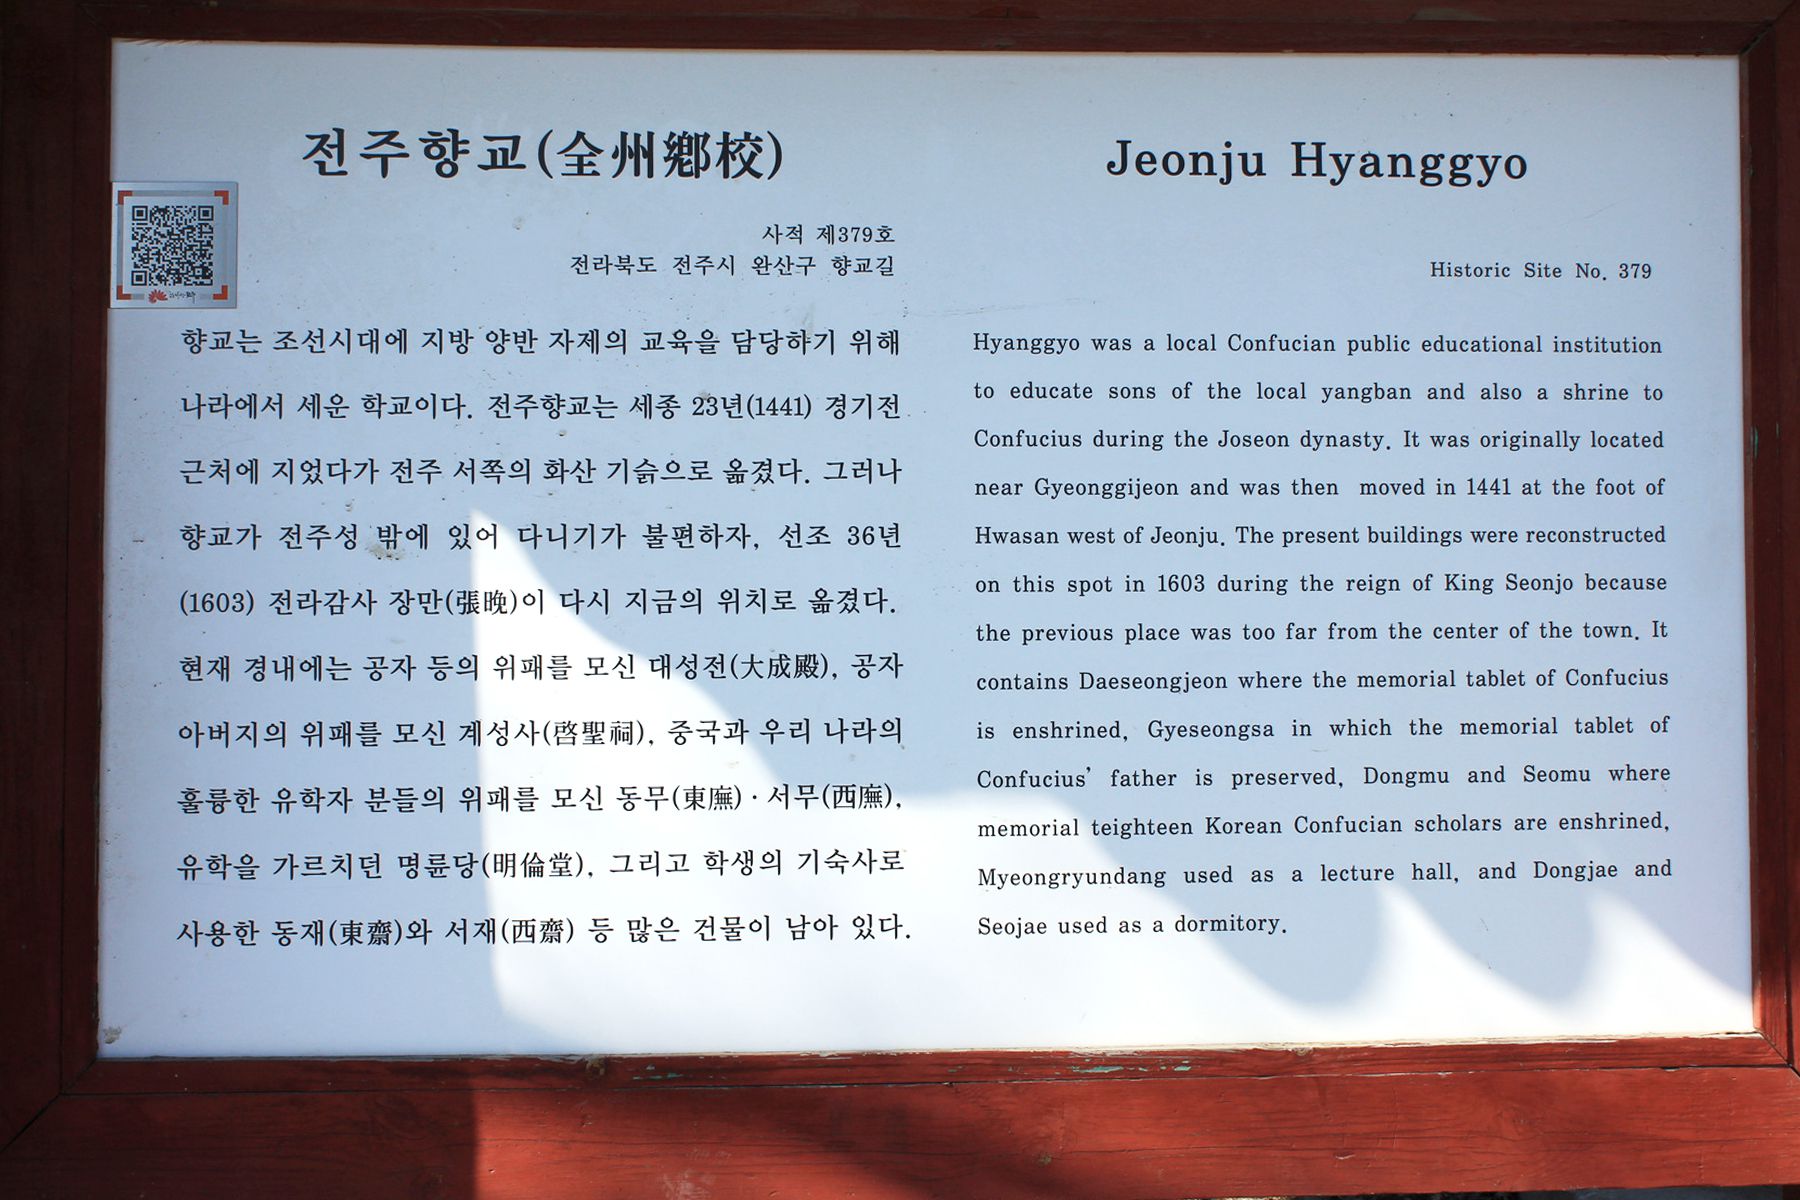 전주향교(全州鄕校)
사적 제379호
전라북도 전주시 완산구 향교길
향교는 조선시대에 지방 양반 자제의 교육을 담당하기 위해
나라에서 세운 학교이다. 전주향교는 세종 23년(1441) 경기전
근처에 지었다가 전주 서쪽의 화산 기슭으로 옮겼다. 그러나
향교가 전주성 밖에 있어 다니기가 불편하자, 선조 36년
(1603) 전라감사 장만(張晩)이 다시 지금의 위치로 옮겼다.
현재 경내에는 공자 등의 위패를 모신 대성전(大成殿), 공자
아버지의 위패를 모신 계성사(啓聖祠), 중국과 우리 나라의
훌륭한 유학자 분들의 위패를 모신 동무(東廡)·서무(西廡),
유학을 가르치던 명륜당(明倫堂), 그리고 학생의 기숙사로
사용한 동재(東齋)와 서재(西齋) 등 많은 건물이 남아 있다.
Jeonju Hyanggyo
Historic Site No. 379
Hyanggyo was a local Confucian public educational institution
to educate sons of the local yangban and also a shrine to
Confucius during the Joseon dynasty. It was originally located
near Gyeonggijeon and was then moved in 1441 at the foot of
Hwasan west of Jeonju. The present buildings were reconstructed
on this spot in 1603 during the reign of King Seonjo because
the previous place was too far from the center of the town. It
contains Daeseongjeon where the memorial tablet of Confucius
is enshrined, Gyeseongsa in which the memorial tablet of
Confucius' father is preserved, Dongmu and Seomu where
memorial teighteen Korean Confucian scholars are enshrined,
Myeongryundang used as a lecture hall, and Dongjae and
Seojae used as a dormitory.